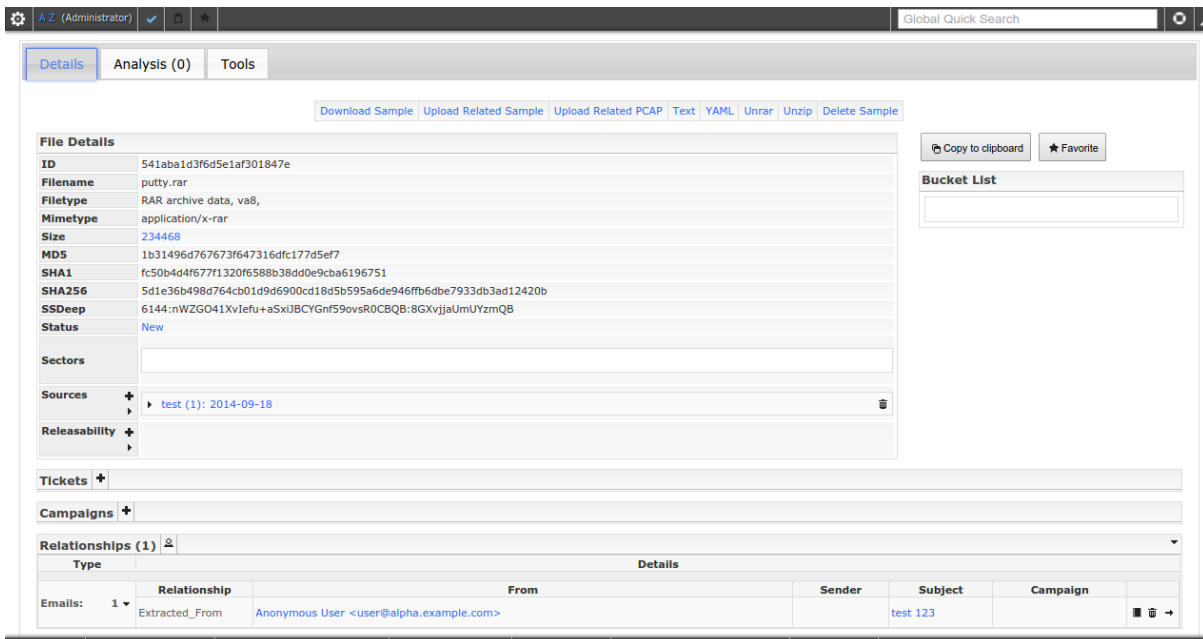 A-Z (Administrator)
Global Quick Search
Details Analysis (0) Tools
Download Sample Upload Related Sample Upload Related PCAP Text YAML Unrar Unzip Delete Sample
File Details
Copy to clipboard Favorite
ID 541aba1d3f6d5e1af301847e
Filename putty.rar
Bucket List
Filetype RAR archive data, va8,
Mimetype application/x-rar
Size 234468
MD5 1b31496d767673f647316dfc177d5ef7
SHA1 fc50b4d4f677f1320f6588b38dd0e9cba6196751
SHA256 5d1e36b498d764cb01d9d6900cd18d5b595a6de946ffb6dbe7933db3ad12420b
SSDeep 6144:nWZGO41XvIefu+aSxiJBCYGnf59ovsR0CBQB:8GXvjjaUmUYzmQB
Status New
Sectors
Sources test (1): 2014-09-18
Releasability
Tickets
Campaigns
Relationships (1)
Type Details
Relationship From Sender Subject Campaign
Emails: 1 Extracted_From Anonymous User <user@alpha.example.com> test 123